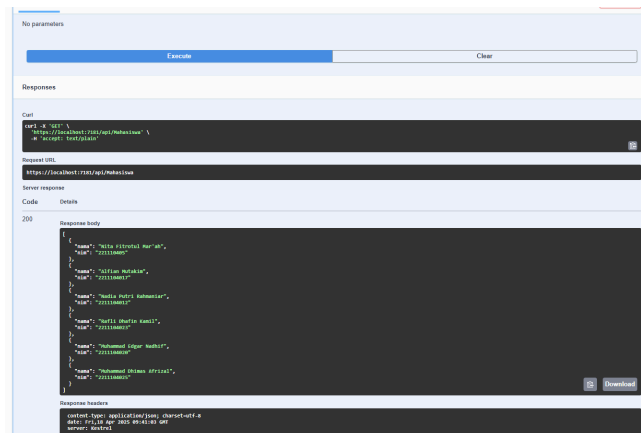 No parameters
Execute
Clear
Responses
Curl
curl -X 'GET' \
'https://localhost:7181/api/Mahasiswa' \
-H 'accept: text/plain'
Request URL
https://localhost:7181/api/Mahasiswa
Server response
Code
Details
200
Response body
[
{
"nama": "Nita Fitrotul Mar'ah",
"nim": "221110405"
},
{
"nama": "Alfian Mutakim",
"nim": "2211104017"
},
{
"nama": "Nadia Putri Rahmaniar",
"nim": "2211104012"
},
{
"nama": "Rafli Dhafin Kamil",
"nim": "2211104023"
},
{
"nama": "Muhammad Edgar Nadhif",
"nim": "2211104020"
},
{
"nama": "Muhammad Dhimas Afrizal",
"nim": "2211104025"
}
]
Download
Response headers
content-type: application/json; charset=utf-8
date: Fri,18 Apr 2025 09:41:03 GMT
server: Kestrel